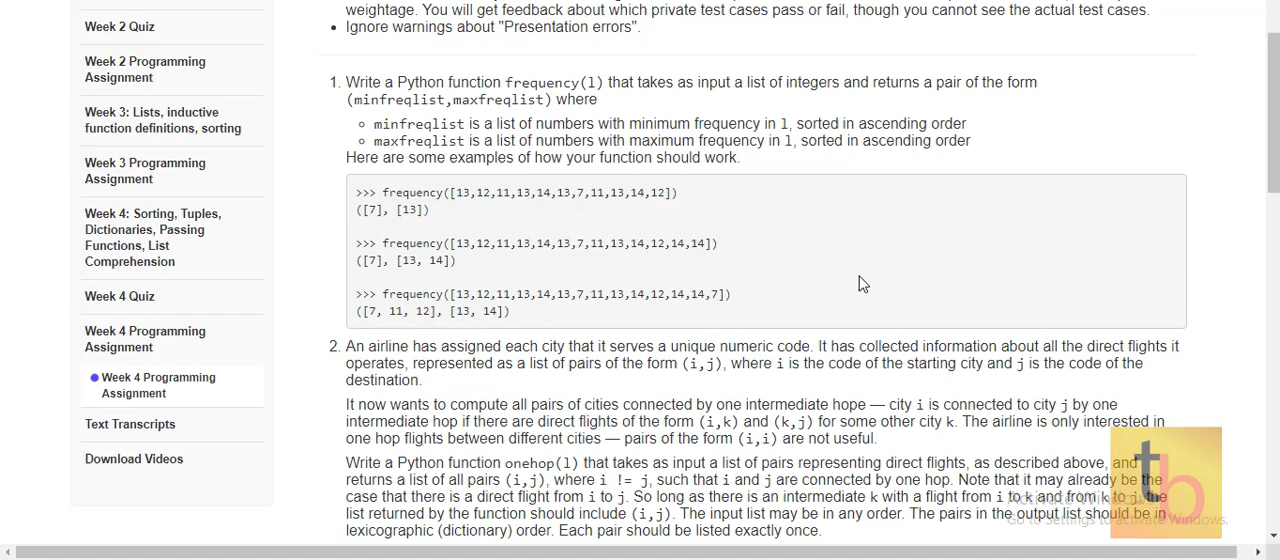 weightage. You will get feedback about which private test cases pass or fail, though you cannot see the actual test cases.
Week 2 Quiz
• Ignore warnings about "Presentation errors".
Week 2 Programming
Assignment
Week 3: Lists, inductive
function definitions, sorting
Week 3 Programming
Assignment
Week 4: Sorting, Tuples,
Dictionaries, Passing
Functions, List
Comprehension
Week 4 Quiz
Week 4 Programming
Assignment
Week 4 Programming
Assignment
Text Transcripts
Download Videos
1. Write a Python function frequency(l) that takes as input a list of integers and returns a pair of the form
(minfreqlist,maxfreqlist) where
minfreqlist is a list of numbers with minimum frequency in l, sorted in ascending order
maxfreqlist is a list of numbers with maximum frequency in l, sorted in ascending order
Here are some examples of how your function should work.
>>> frequency([13,12,11,13,14,13,7,11,13,14,12])
([7], [13])
>>> frequency([13,12,11,13,14,13,7,11,13,14,12,14,14])
([7], [13, 14])
>>> frequency([13,12,11,13,14,13,7,11,13,14,12,14,14,7])
([7, 11, 12], [13, 14])
2. An airline has assigned each city that it serves a unique numeric code. It has collected information about all the direct flights it
operates, represented as a list of pairs of the form (i,j), where i is the code of the starting city and j is the code of the
destination.
It now wants to compute all pairs of cities connected by one intermediate hope — city i is connected to city j by one
intermediate hop if there are direct flights of the form (i,k) and (k,j) for some other city k. The airline is only interested in
one hop flights between different cities — pairs of the form (i,i) are not useful.
Write a Python function onehop(l) that takes as input a list of pairs representing direct flights, as described above, and
returns a list of all pairs (i,j), where i != j, such that i and j are connected by one hop. Note that it may already be the
case that there is a direct flight from i to j. So long as there is an intermediate k with a flight from i to k and from k to j, the
list returned by the function should include (i,j). The input list may be in any order. The pairs in the output list should be in
lexicographic (dictionary) order. Each pair should be listed exactly once.
tb
Activate Windows
Go to Settings to activate Windows.